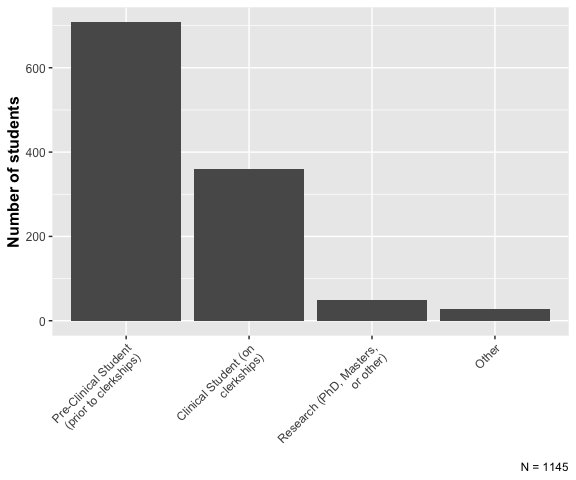 Number of students
600
400
200
0
Pre-Clinical Student
(prior to clerkships)
Clinical Student (on
clerkships)
Research (PhD, Masters,
or other)
Other
N = 1145